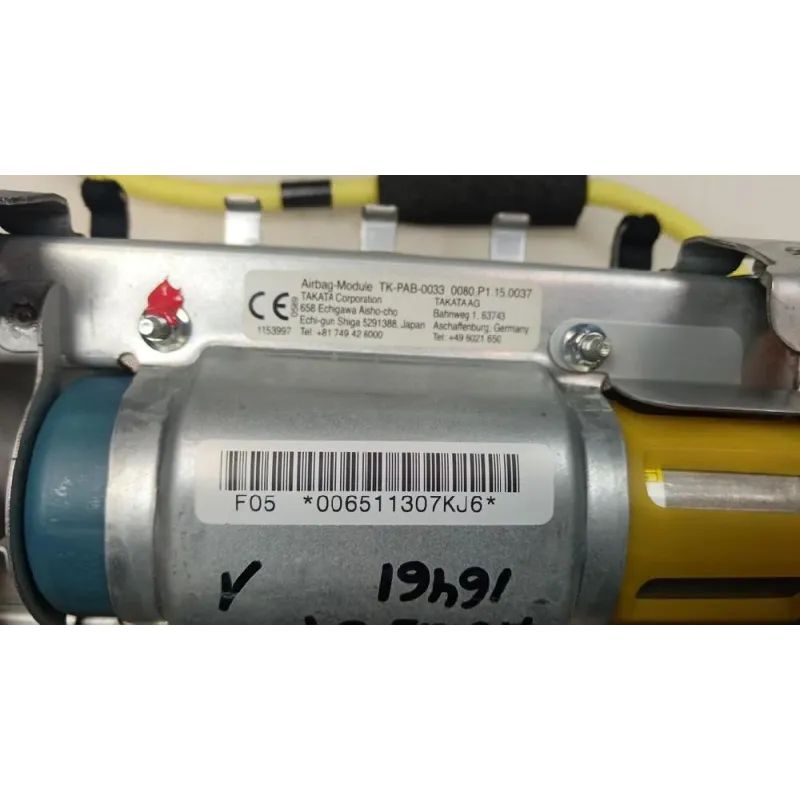 Airbag-Module TK-PAB-0033 0080.P1.15.0037
CE 0589
1153997
TAKATA Corporation
658 Echigawa Aisho-cho
Echi-gun Shiga 5291388, Japan
Tel. +81 749 42 6000
TAKATA AG
Bahnweg 1, 63743
Aschaffenburg, Germany
Tel. +49 6021 650
F05 *006511307KJ6*
16461